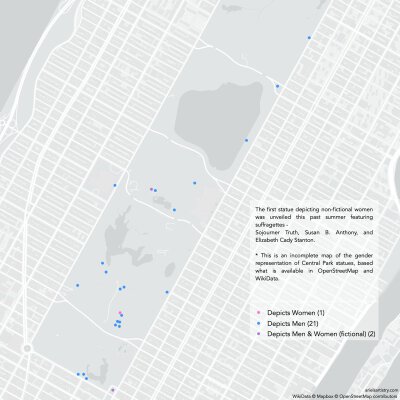 The first statue depicting non-fictional women
was unveiled this past summer featuring
suffragettes -
Sojourner Truth, Susan B. Anthony, and
Elizabeth Cady Stanton.
* This is an incomplete map of the gender
representation of Central Park statues, based
what is available in OpenStreetMap and
WikiData.
Depicts Women (1)
Depicts Men (21)
Depicts Men & Women (fictional) (2)
arielsartistry.com
WikiData © Mapbox © OpenStreetMap contributors